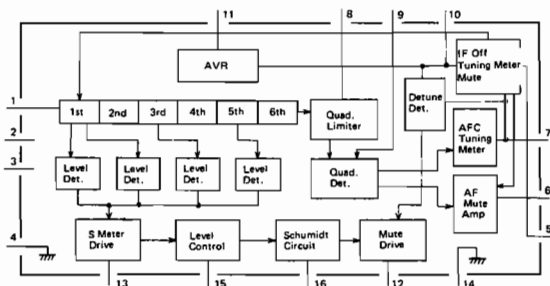 11 8 9 10
AVR
IF Off
Tuning Meter
Mute
Detune
Det.
1
1st 2nd 3rd 4th 5th 6th
Quad.
Limiter
AFC
Tuning
Meter
7
2
3
Level
Det.
Level
Det.
Level
Det.
Level
Det.
Quad.
Det.
AF
Mute
Amp
6
5
4
S Meter
Drive
Level
Control
Schumidt
Circuit
Mute
Drive
13 15 16 12 14